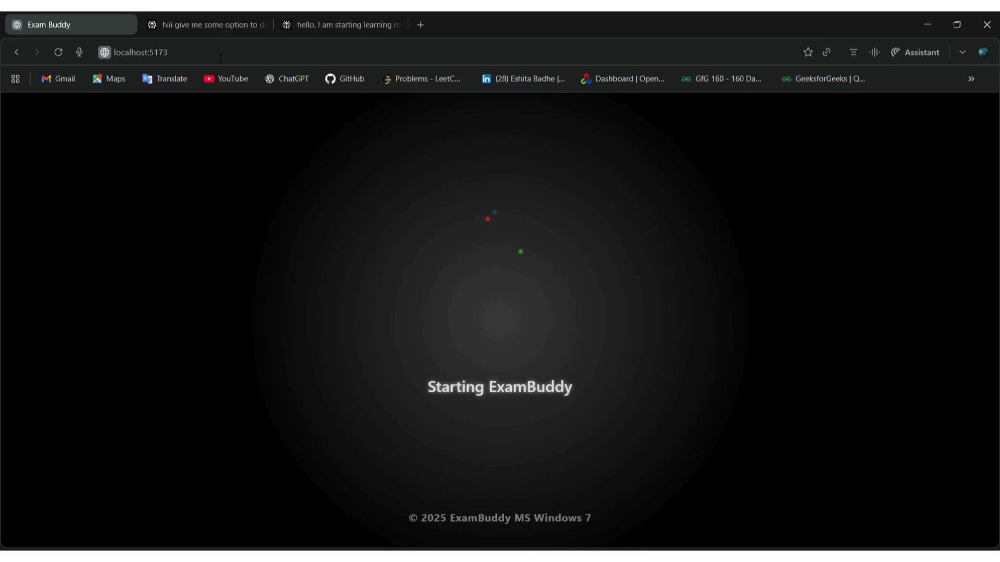 Exam Buddy
hiii give me some option to d
hello, I am starting learning re
localhost:5173
Assistant
Gmail
Maps
Translate
YouTube
ChatGPT
GitHub
Problems - LeetC...
(28) Eshita Badhe |...
Dashboard | Open...
GfG 160 - 160 Da...
GeeksforGeeks | Q...
Starting ExamBuddy
© 2025 ExamBuddy MS Windows 7